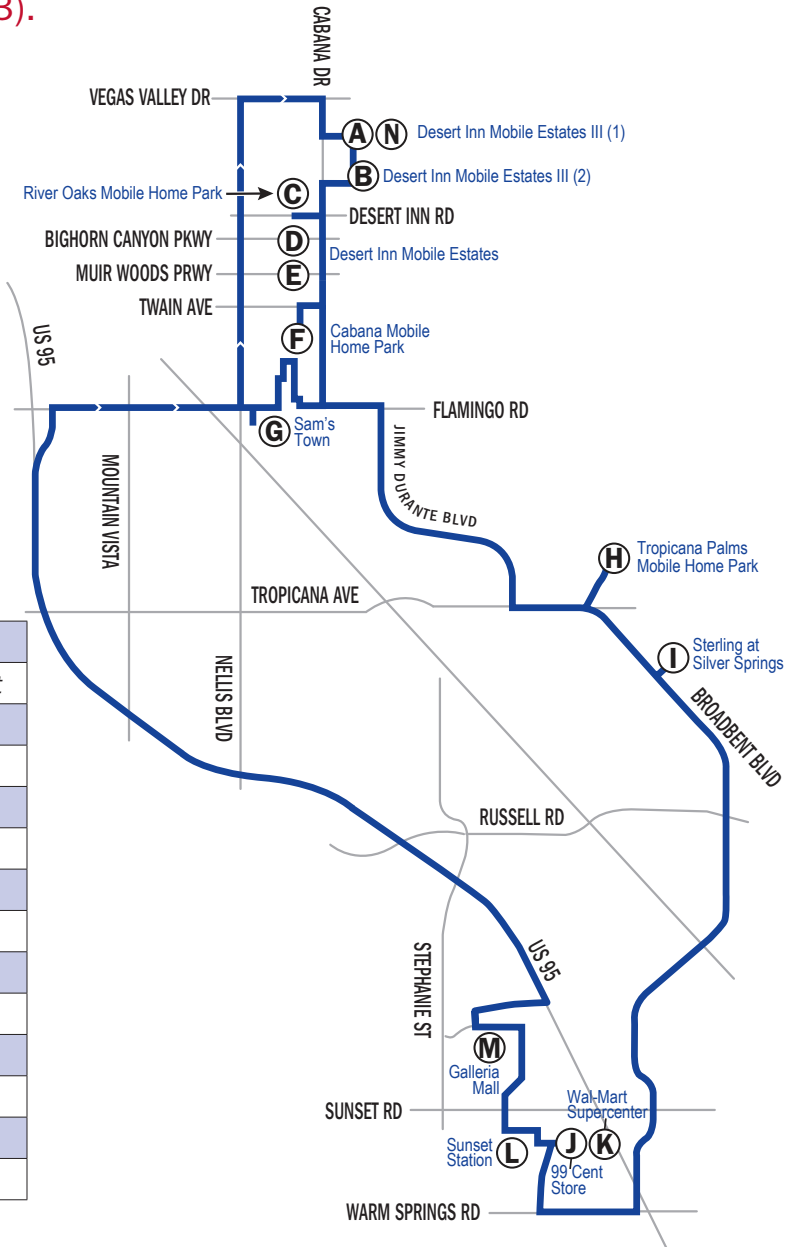 3).
CABANA DR
VEGAS VALLEY DR
A N Desert Inn Mobile Estates III (1)
B Desert Inn Mobile Estates III (2)
River Oaks Mobile Home Park C
DESERT INN RD
BIGHORN CANYON PKWY D
Desert Inn Mobile Estates
MUIR WOODS PRWY E
TWAIN AVE
US 95
F Cabana Mobile
Home Park
FLAMINGO RD
G Sam's
Town
JIMMY DURANTE BLVD
MOUNTAIN VISTA
H Tropicana Palms
Mobile Home Park
TROPICANA AVE
I Sterling at
Silver Springs
NELLIS BLVD
BROADBENT BLVD
RUSSELL RD
STEPHANIE ST
US 95
M
Galleria
Mall
Wal-Mart
Supercenter
SUNSET RD
J K
Sunset
Station L
99 Cent
Store
WARM SPRINGS RD